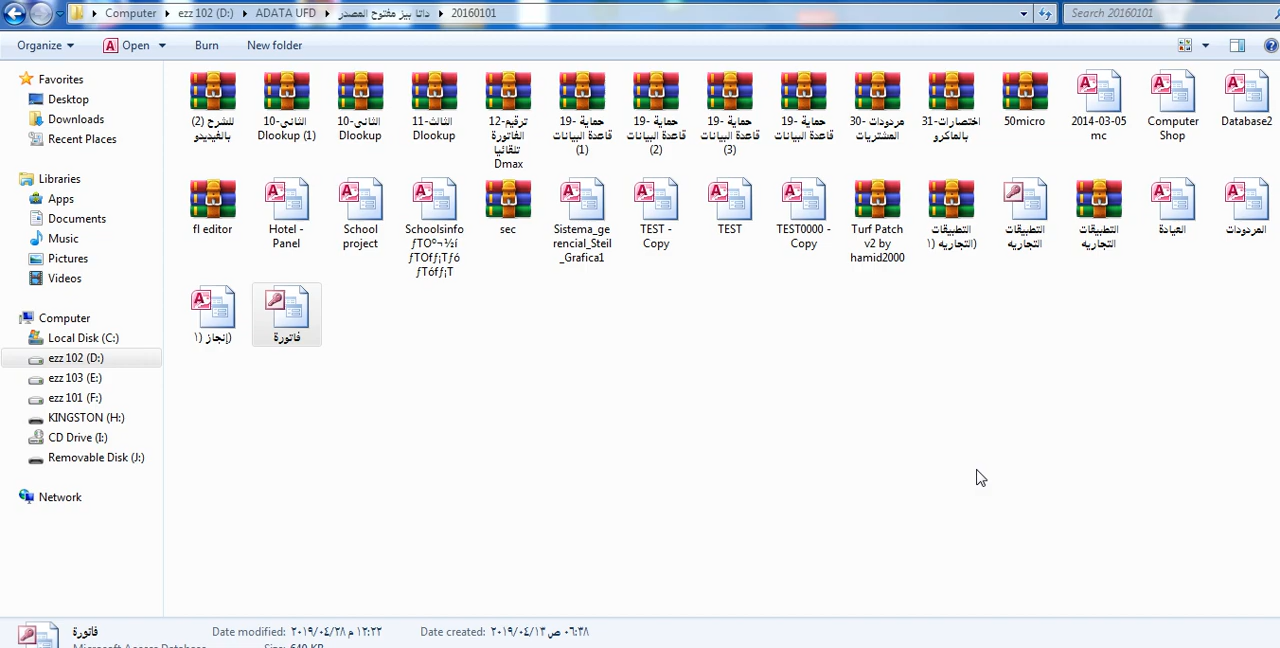 Computer ezz 102 (D:) ADATA UFD داتا بيز مفتوح المصدر 20160101 Search 20160101
Organize Open Burn New folder
Favorites
Desktop
Downloads
Recent Places
Libraries
Apps
Documents
Music
Pictures
Videos
Computer
Local Disk (C:)
ezz 102 (D:)
ezz 103 (E:)
ezz 101 (F:)
KINGSTON (H:)
CD Drive (I:)
Removable Disk (J:)
Network
للشرح (2)
بالفيديو
10-الثانى
Dlookup (1)
10-الثانى
Dlookup
11-الثالث
Dlookup
12-ترقيم
الفاتورة
تلقائيا
Dmax
19- حماية
قاعدة البيانات
(1)
19- حماية
قاعدة البيانات
(2)
19- حماية
قاعدة البيانات
(3)
19- حماية
قاعدة البيانات
30- مردودات
المشتريات
31-اختصارات
بالماكرو
50micro
2014-03-05
mc
Computer
Shop
Database2
fl editor
Hotel -
Panel
School
project
Schoolsinfo
sec
Sistema_ge
rencial_Steil
_Grafica1
TEST -
Copy
TEST
TEST0000 -
Copy
Turf Patch
v2 by
hamid2000
التطبيقات
التجاريه (١)
التطبيقات
التجاريه
التطبيقات
التجاريه
العيادة
المردودات
إنجاز (١)
فاتورة
فاتورة
Date modified: ٢٠١٩/٠٤/٢٨ م ١٢:٢٢ Date created: ٢٠١٩/٠٤/١٣ ص ٠٦:٣٨
Microsoft Access Database Size: 640 KB